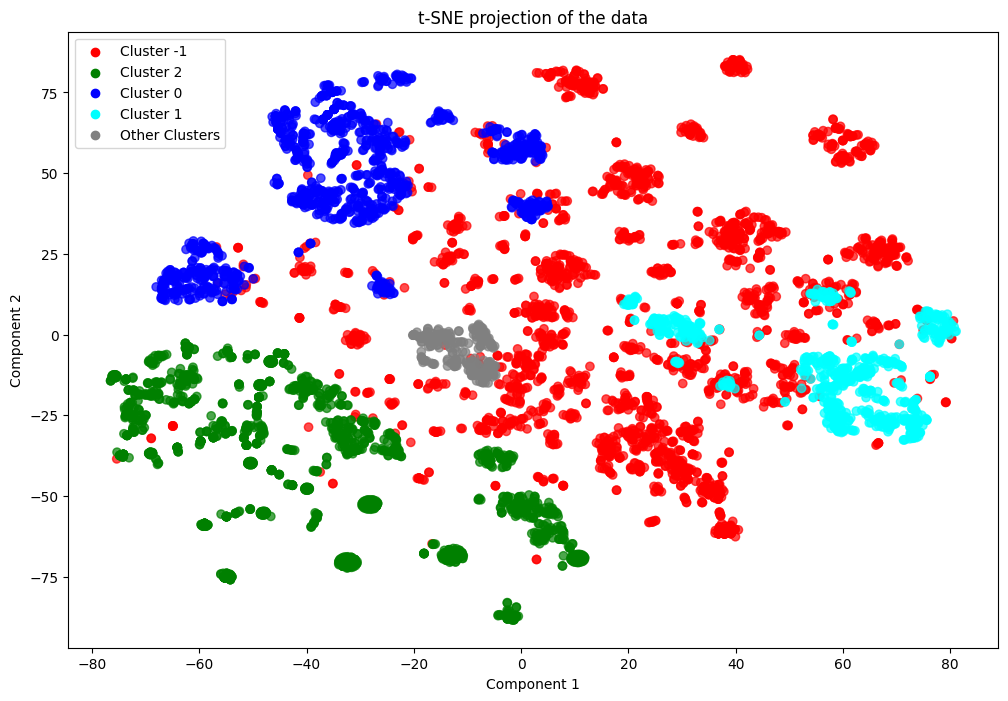 t-SNE projection of the data
Cluster -1
Cluster 2
Cluster 0
Cluster 1
Other Clusters
75
50
25
0
−25
−50
−75
Component 2
−80
−60
−40
−20
0
20
40
60
80
Component 1